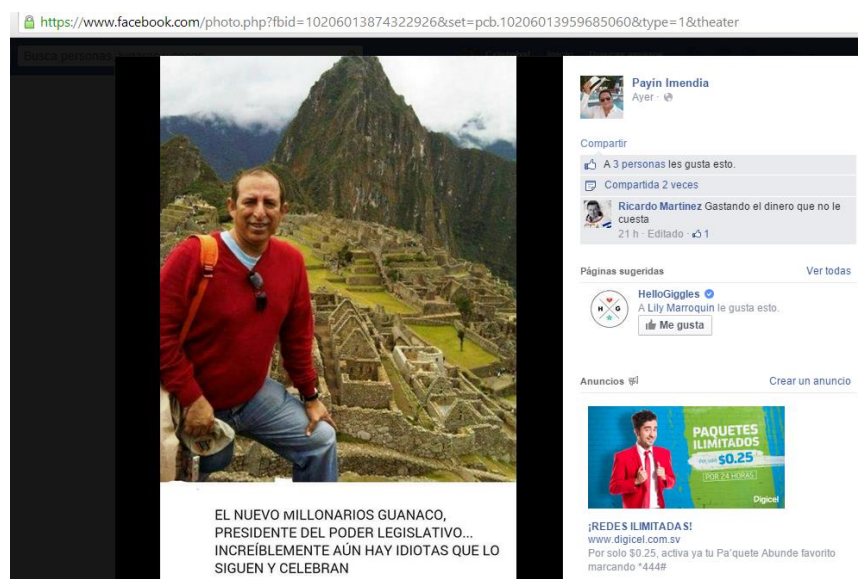 https://www.facebook.com/photo.php?fbid=10206013874322926&set=pcb.10206013959685060&type=1&theater
Busca personas
Payín Imendia
Ayer ·
Compartir
A 3 personas les gusta esto.
Compartida 2 veces
Ricardo Martinez Gastando el dinero que no le
cuesta
21 h · Editado · 1
Páginas sugeridas
Ver todas
HelloGiggles
H G
A Lily Marroquin le gusta esto.
Me gusta
Anuncios
Crear un anuncio
PAQUETES
ILIMITADOS
$0.25
POR 24 HORAS
Digicel
¡REDES ILIMITADAS!
www.digicel.com.sv
Por solo $0.25, activa ya tu Pa'quete Abunde favorito
marcando *444#
EL NUEVO MILLONARIOS GUANACO,
PRESIDENTE DEL PODER LEGISLATIVO...
INCREÍBLEMENTE AÚN HAY IDIOTAS QUE LO
SIGUEN Y CELEBRAN